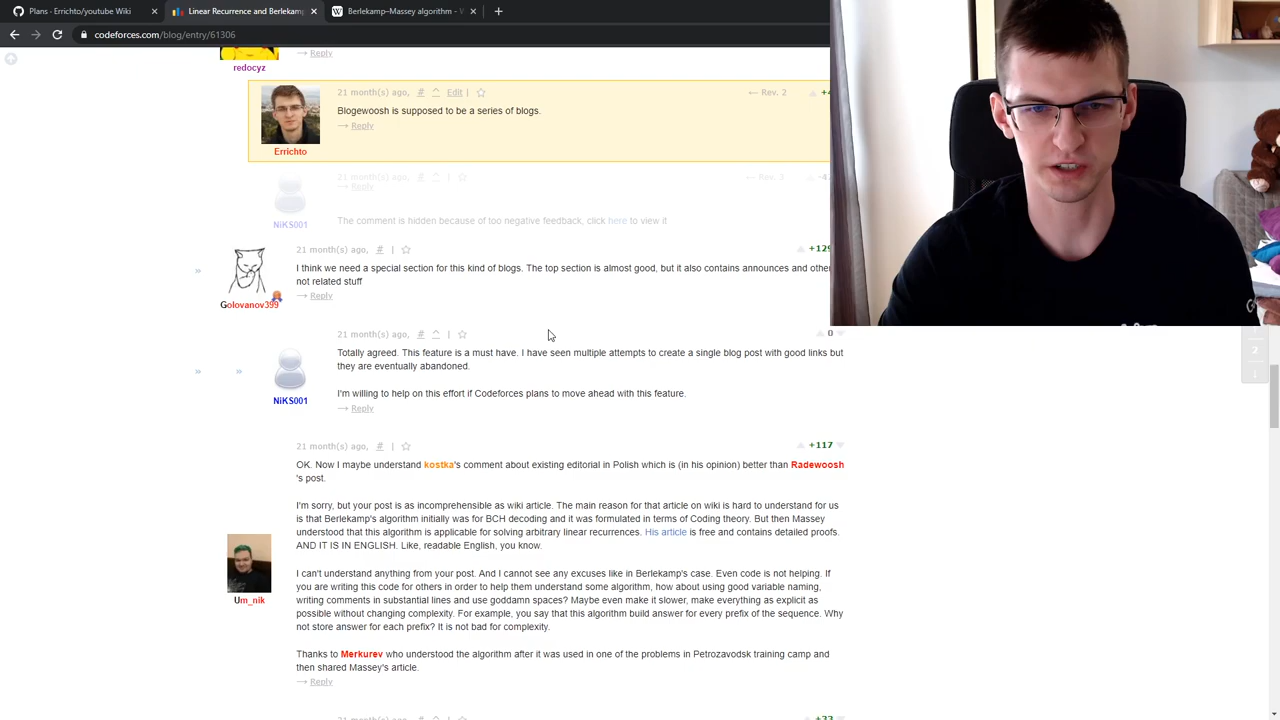 Plans - Errichto/youtube Wiki
Linear Recurrence and Berlekamp
Berlekamp–Massey algorithm - W
codeforces.com/blog/entry/61306
Reply
redocyz
21 month(s) ago, # ^ Edit |
← Rev. 2
Blogewoosh is supposed to be a series of blogs.
→ Reply
Errichto
21 month(s) ago, # ^ |
← Rev. 3
→ Reply
The comment is hidden because of too negative feedback, click here to view it
NiKS001
21 month(s) ago, # |
I think we need a special section for this kind of blogs. The top section is almost good, but it also contains announces and other
not related stuff
→ Reply
Golovanov399
21 month(s) ago, # ^ |
0
Totally agreed. This feature is a must have. I have seen multiple attempts to create a single blog post with good links but
they are eventually abandoned.
I'm willing to help on this effort if Codeforces plans to move ahead with this feature.
→ Reply
NiKS001
2
21 month(s) ago, # |
+117
OK. Now I maybe understand kostka's comment about existing editorial in Polish which is (in his opinion) better than Radewoosh
's post.
I'm sorry, but your post is as incomprehensible as wiki article. The main reason for that article on wiki is hard to understand for us
is that Berlekamp's algorithm initially was for BCH decoding and it was formulated in terms of Coding theory. But then Massey
understood that this algorithm is applicable for solving arbitrary linear recurrences. His article is free and contains detailed proofs.
AND IT IS IN ENGLISH. Like, readable English, you know.
I can't understand anything from your post. And I cannot see any excuses like in Berlekamp's case. Even code is not helping. If
you are writing this code for others in order to help them understand some algorithm, how about using good variable naming,
writing comments in substantial lines and use goddamn spaces? Maybe even make it slower, make everything as explicit as
possible without changing complexity. For example, you say that this algorithm build answer for every prefix of the sequence. Why
not store answer for each prefix? It is not bad for complexity.
Um_nik
Thanks to Merkurev who understood the algorithm after it was used in one of the problems in Petrozavodsk training camp and
then shared Massey's article.
→ Reply